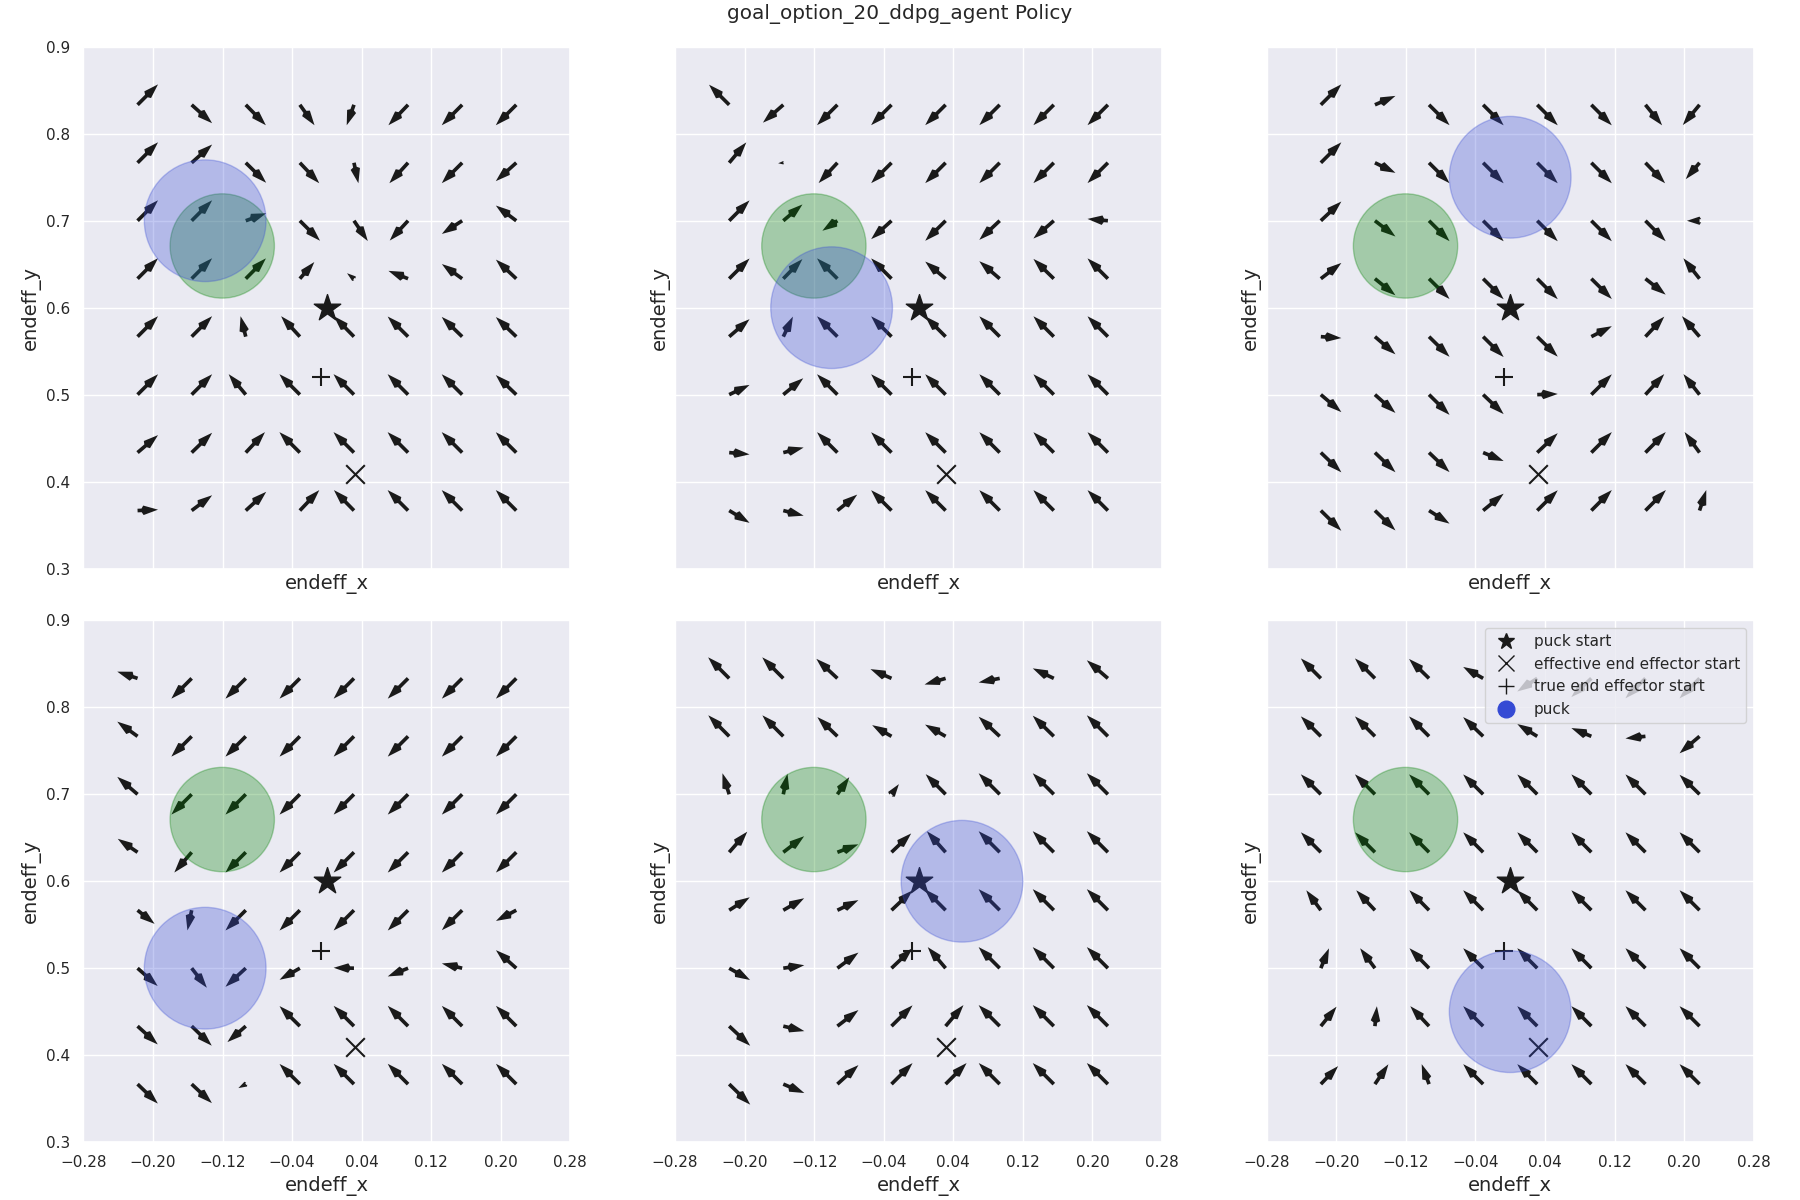 goal_option_20_ddpg_agent Policy
0.9
0.8
0.7
0.6
0.5
0.4
0.3
endeff_y
endeff_x
endeff_y
endeff_x
endeff_y
endeff_x
0.9
0.8
0.7
0.6
0.5
0.4
0.3
endeff_y
−0.28 −0.20 −0.12 −0.04 0.04 0.12 0.20 0.28
endeff_x
endeff_y
−0.28 −0.20 −0.12 −0.04 0.04 0.12 0.20 0.28
endeff_x
puck start
effective end effector start
true end effector start
puck
endeff_y
−0.28 −0.20 −0.12 −0.04 0.04 0.12 0.20 0.28
endeff_x